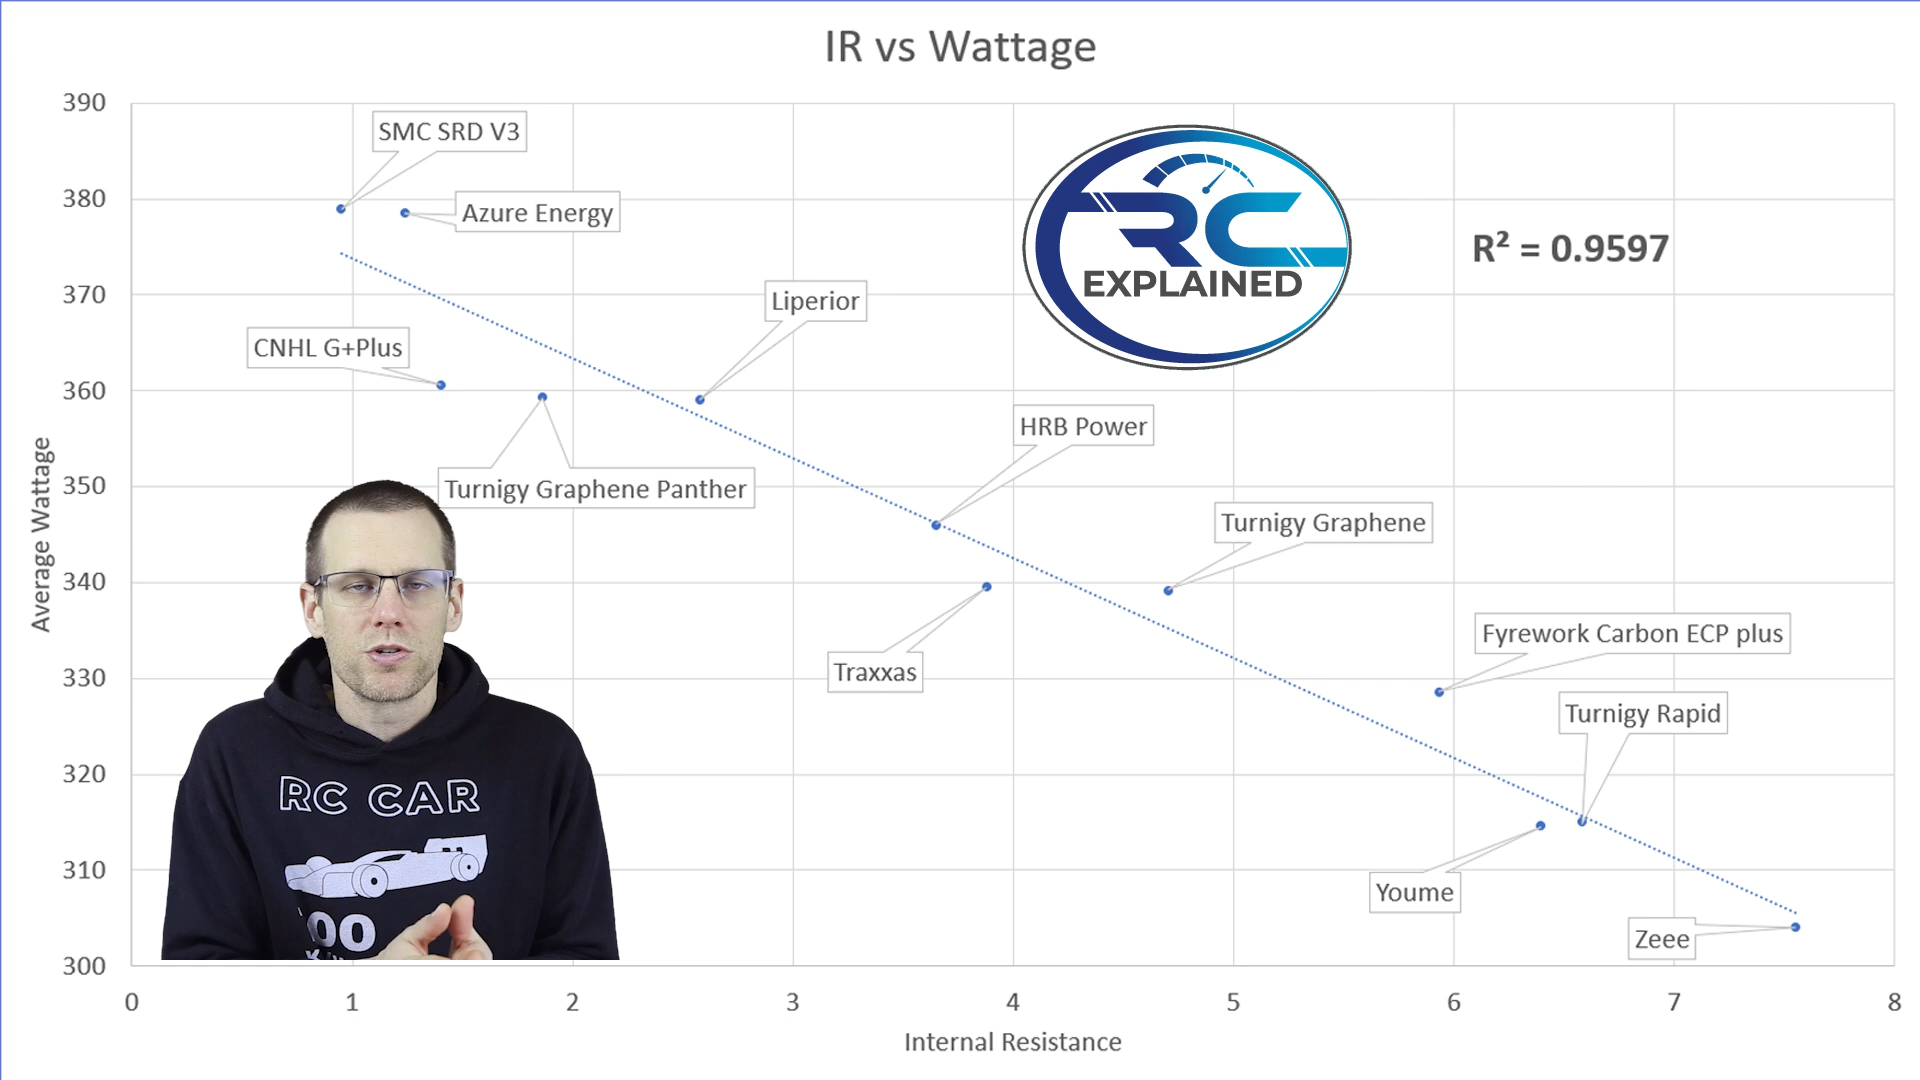 IR vs Wattage
390
380
370
360
350
340
330
320
310
300
Average Wattage
SMC SRD V3
Azure Energy
Liperior
CNHL G+Plus
Turnigy Graphene Panther
HRB Power
Turnigy Graphene
Traxxas
Fyrework Carbon ECP plus
Turnigy Rapid
Youme
Zeee
RC
EXPLAINED
R² = 0.9597
RC CAR
0 1 2 3 4 5 6 7 8
Internal Resistance